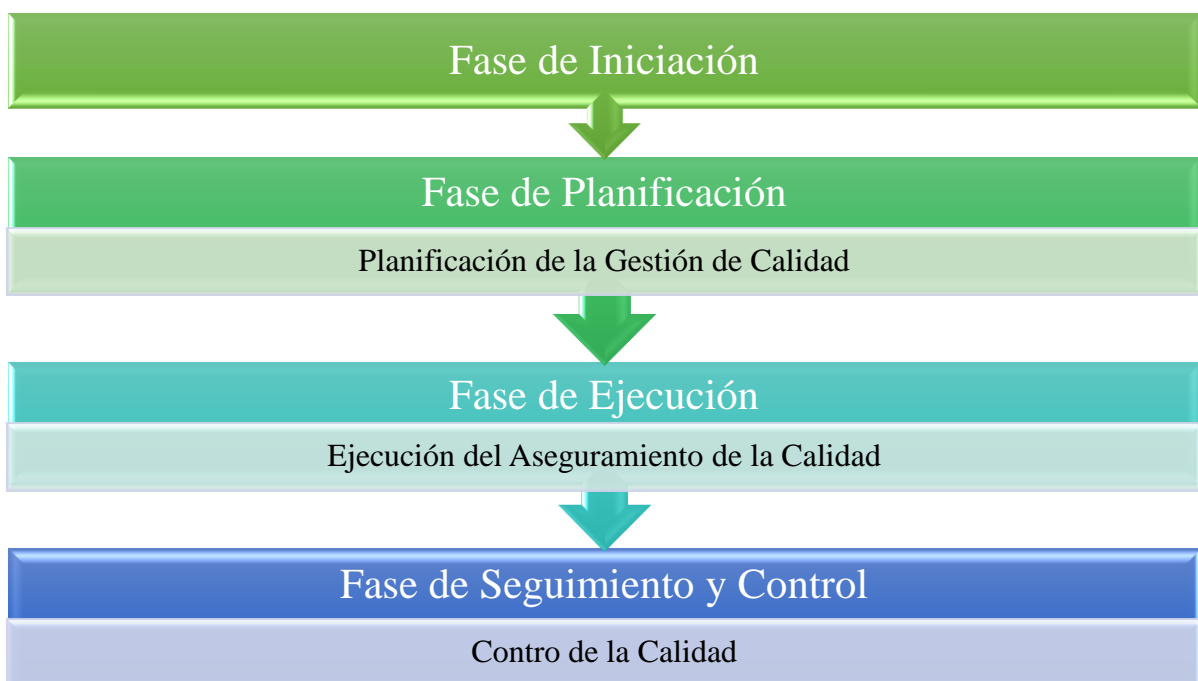 Fase de Iniciación
Fase de Planificación
Planificación de la Gestión de Calidad
Fase de Ejecución
Ejecución del Aseguramiento de la Calidad
Fase de Seguimiento y Control
Contro de la Calidad